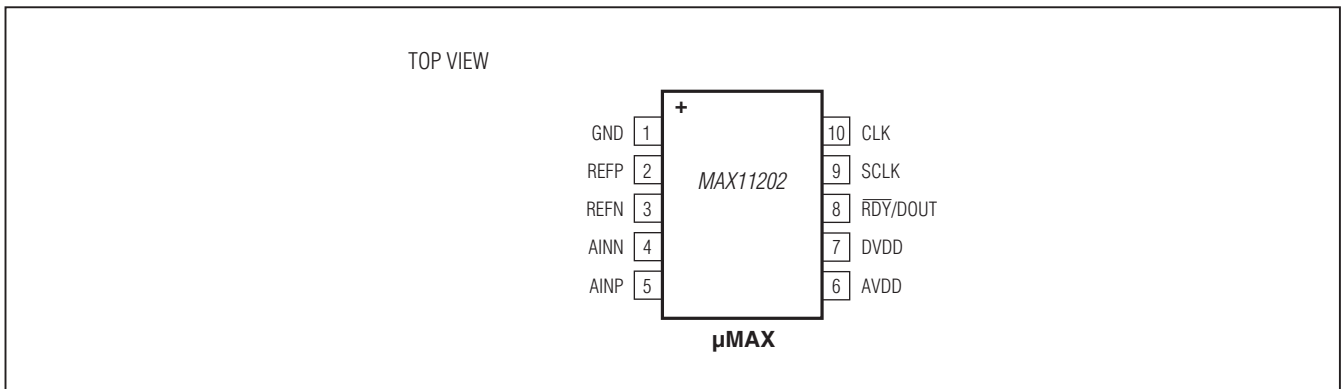 TOP VIEW
+
GND 1
REFP 2
REFN 3
AINN 4
AINP 5
MAX11202
10 CLK
9 SCLK
8 R̅D̅Y̅/DOUT
7 DVDD
6 AVDD
µMAX